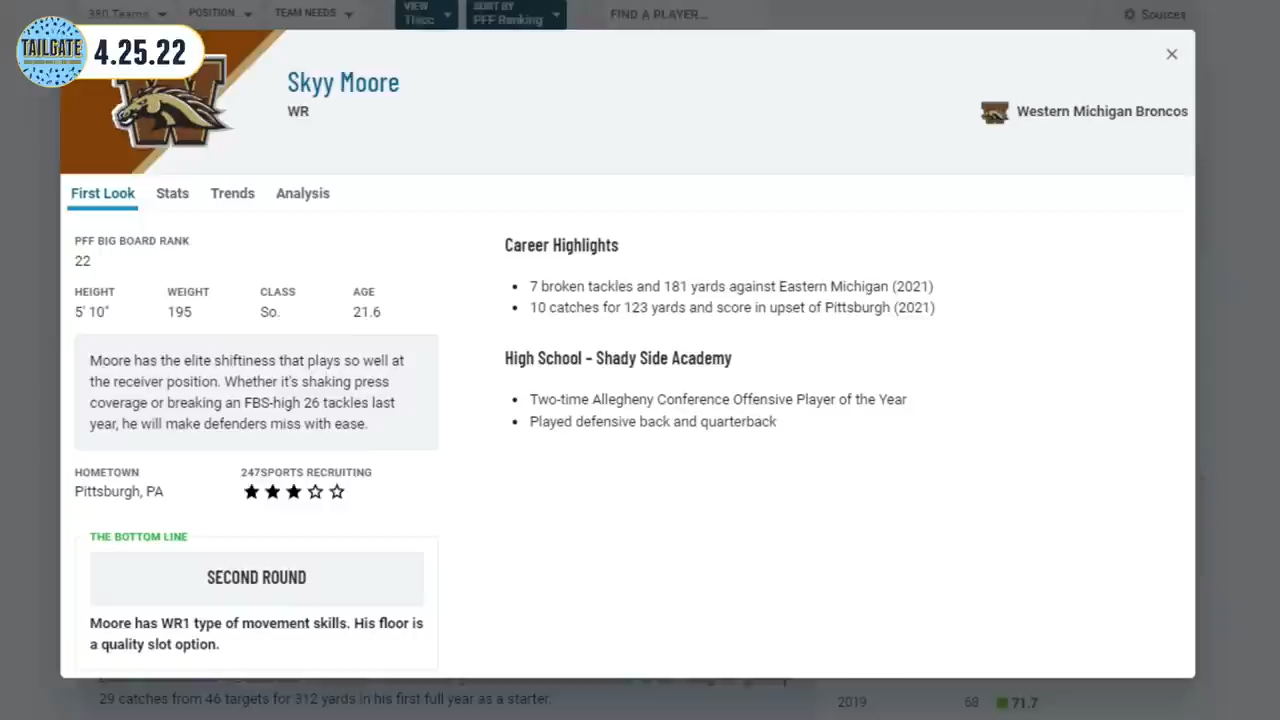 380 Teams
POSITION
TEAM NEEDS
VIEW
SORT BY
PFF Ranking
FIND A PLAYER...
Sources
TAILGATE
4.25.22
W
Skyy Moore
WR
Western Michigan Broncos
First Look
Stats
Trends
Analysis
PFF BIG BOARD RANK
22
HEIGHT
WEIGHT
CLASS
AGE
5' 10"
195
So.
21.6
Moore has the elite shiftiness that plays so well at
the receiver position. Whether it's shaking press
coverage or breaking an FBS-high 26 tackles last
year, he will make defenders miss with ease.
HOMETOWN
247SPORTS RECRUITING
Pittsburgh, PA
THE BOTTOM LINE
SECOND ROUND
Moore has WR1 type of movement skills. His floor is
a quality slot option.
Career Highlights
• 7 broken tackles and 181 yards against Eastern Michigan (2021)
• 10 catches for 123 yards and score in upset of Pittsburgh (2021)
High School – Shady Side Academy
• Two-time Allegheny Conference Offensive Player of the Year
• Played defensive back and quarterback
29 catches from 46 targets for 312 yards in his first full year as a starter.
2019
68
71.7